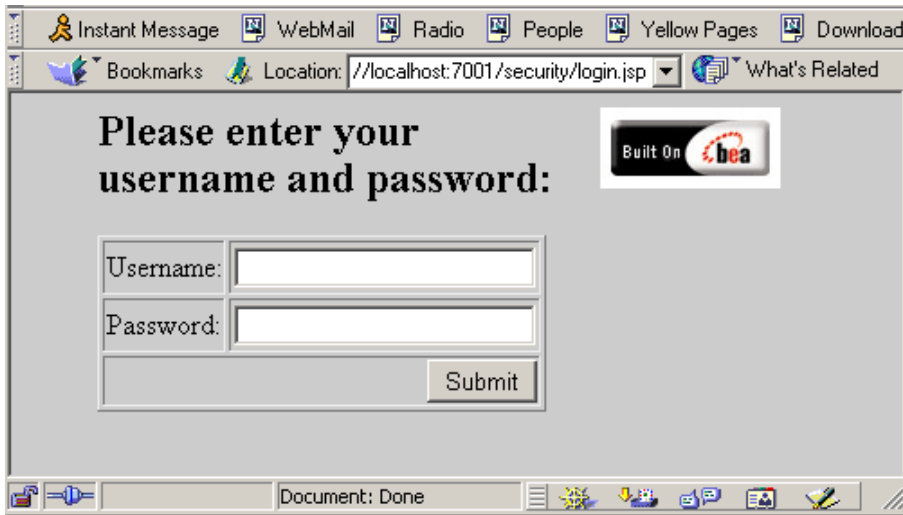 Instant Message WebMail Radio People Yellow Pages Download
Bookmarks Location: //localhost:7001/security/login.jsp What's Related
Please enter your
username and password:
Built On bea
Username:
Password:
Submit
Document: Done